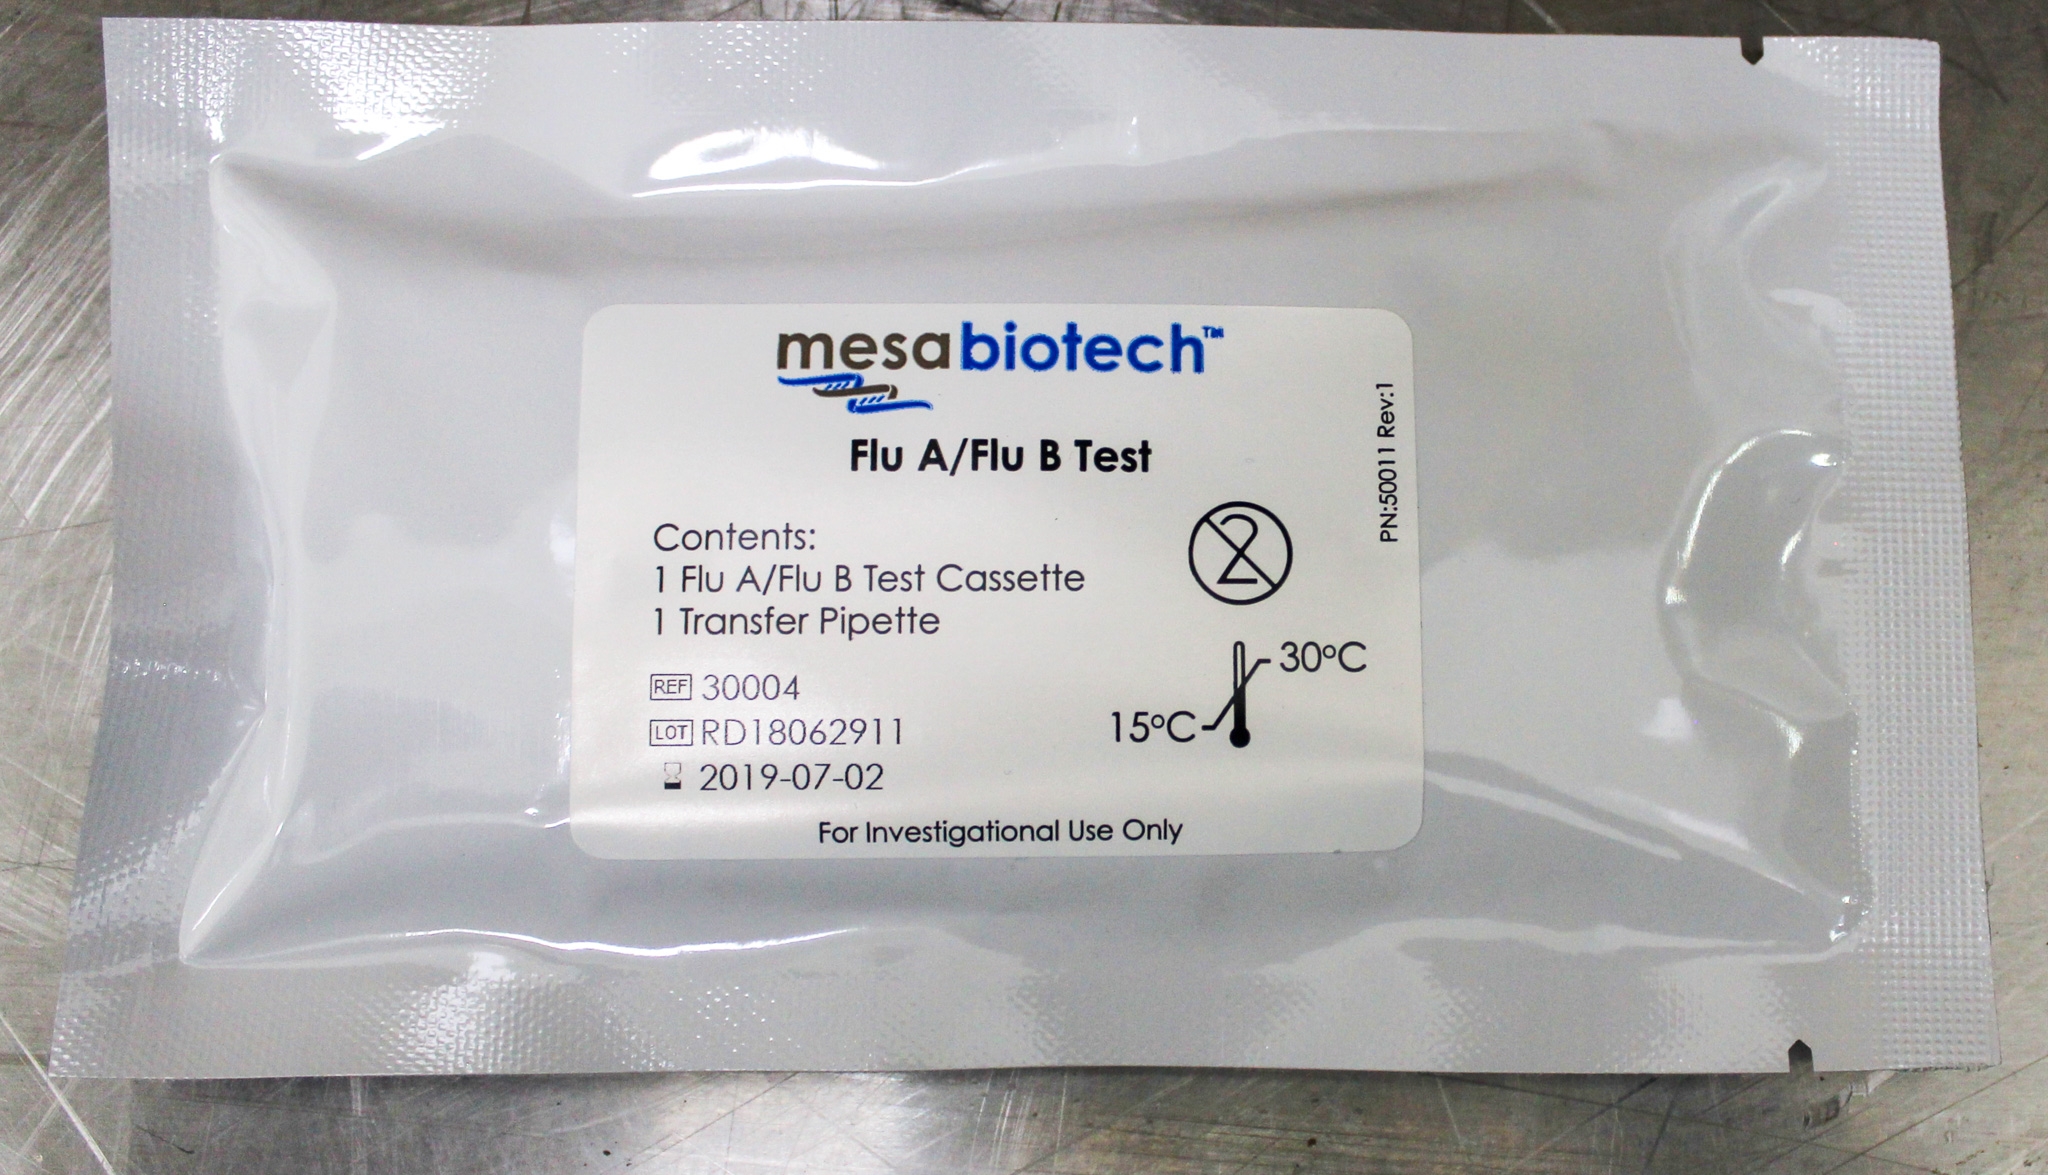 mesabiotech™
Flu A/Flu B Test
PN:50011 Rev:1
Contents:
1 Flu A/Flu B Test Cassette
1 Transfer Pipette
2
REF 30004
LOT RD18062911
2019-07-02
30°C
15°C
For Investigational Use Only